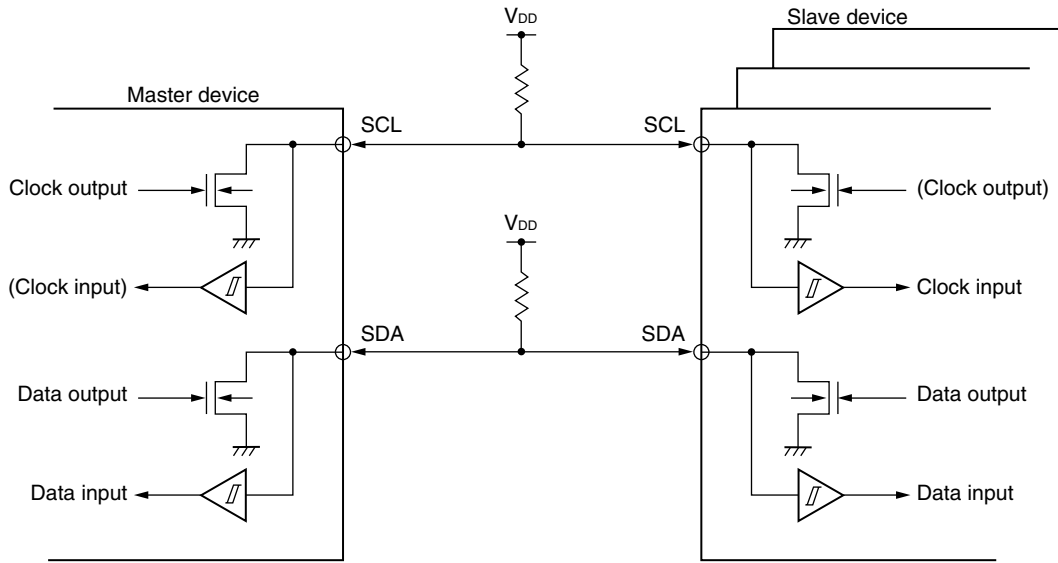 VDD
Slave device
Master device
SCL
SCL
Clock output
(Clock output)
VDD
(Clock input)
Clock input
SDA
SDA
Data output
Data output
Data input
Data input